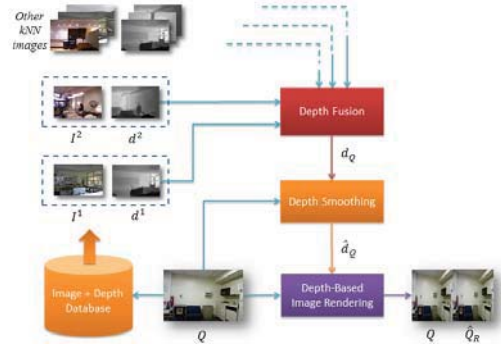 Other
kNN
images
I² d²
I¹ d¹
Depth Fusion
d_Q
Depth Smoothing
d̂_Q
Image + Depth
Database
Depth-Based
Image Rendering
Q
Q Q̂_R